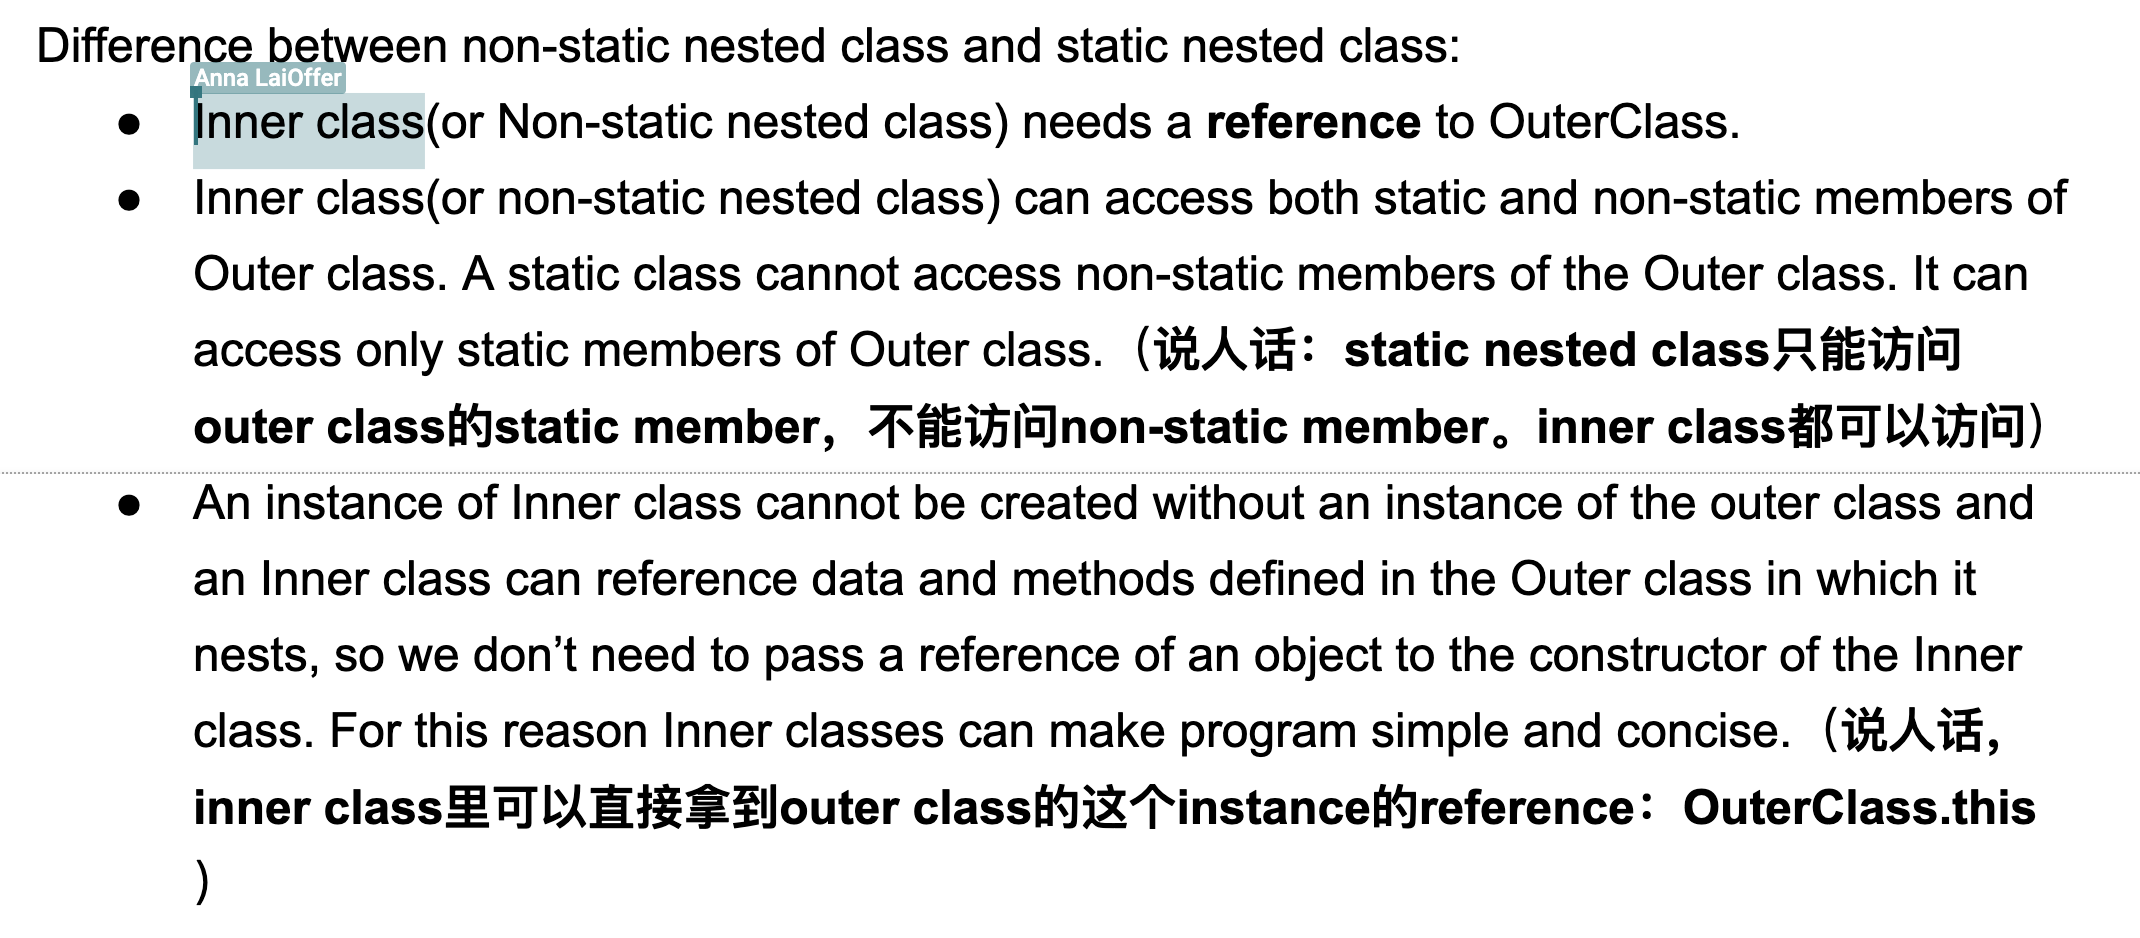 Difference between non-static nested class and static nested class:
Anna LaiOffer
● Inner class(or Non-static nested class) needs a reference to OuterClass.
● Inner class(or non-static nested class) can access both static and non-static members of
Outer class. A static class cannot access non-static members of the Outer class. It can
access only static members of Outer class.（说人话：static nested class只能访问
outer class的static member，不能访问non-static member。inner class都可以访问）
● An instance of Inner class cannot be created without an instance of the outer class and
an Inner class can reference data and methods defined in the Outer class in which it
nests, so we don’t need to pass a reference of an object to the constructor of the Inner
class. For this reason Inner classes can make program simple and concise.（说人话，
inner class里可以直接拿到outer class的这个instance的reference：OuterClass.this
）